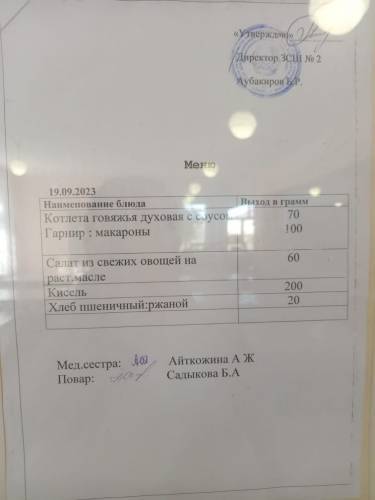 «Утверждаю»
Директор ЗСШ № 2
Аубакиров Б.Р.
Меню
19.09.2023
Наименование блюда Выход в грамм
Котлета говяжья духовая с соусом 70
Гарнир : макароны 100
Салат из свежих овощей на 60
раст.масле
Кисель 200
Хлеб пшеничный:ржаной 20
Мед.сестра: Айткожина А Ж
Повар: Садыкова Б.А